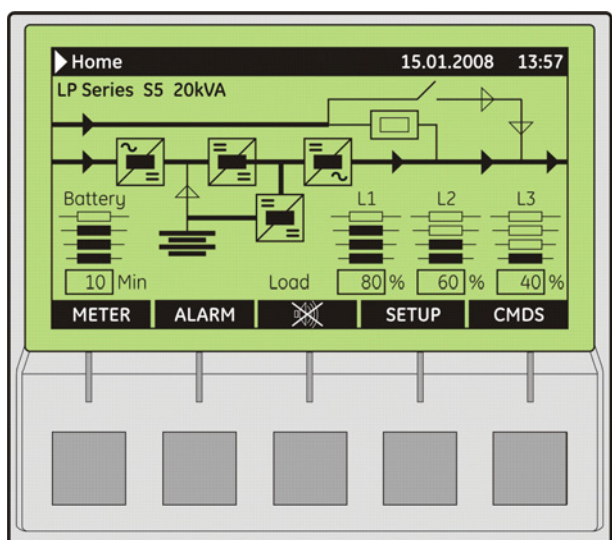 Home 15.01.2008 13:57
LP Series S5 20kVA
Battery L1 L2 L3
10 Min Load 80 % 60 % 40 %
METER ALARM SETUP CMDS